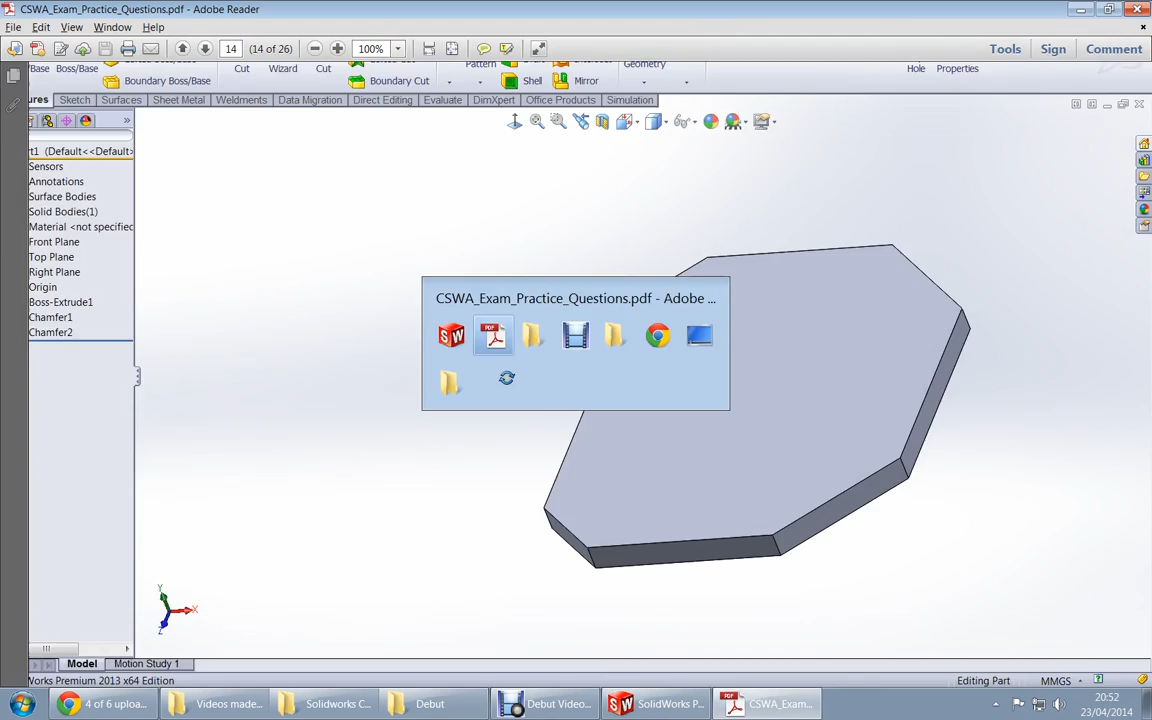 CSWA_Exam_Practice_Questions.pdf - Adobe Reader
File Edit View Window Help
14 (14 of 26) 100% Tools Sign Comment
/Base Boss/Base Boundary Boss/Base Cut Wizard Cut Boundary Cut Pattern Shell Mirror Geometry Hole Properties
ures Sketch Surfaces Sheet Metal Weldments Data Migration Direct Editing Evaluate DimXpert Office Products Simulation
rt1 (Default<<Default>
Sensors
Annotations
Surface Bodies
Solid Bodies(1)
Material <not specified
Front Plane
Top Plane
Right Plane
Origin
Boss-Extrude1
Chamfer1
Chamfer2
CSWA_Exam_Practice_Questions.pdf - Adobe ...
SW PDF
Y
X
Z
Model Motion Study 1
Works Premium 2013 x64 Edition Editing Part MMGS
4 of 6 uploa... Videos made... SolidWorks C... Debut Debut Video... SolidWorks P... CSWA_Exam...
20:52
23/04/2014